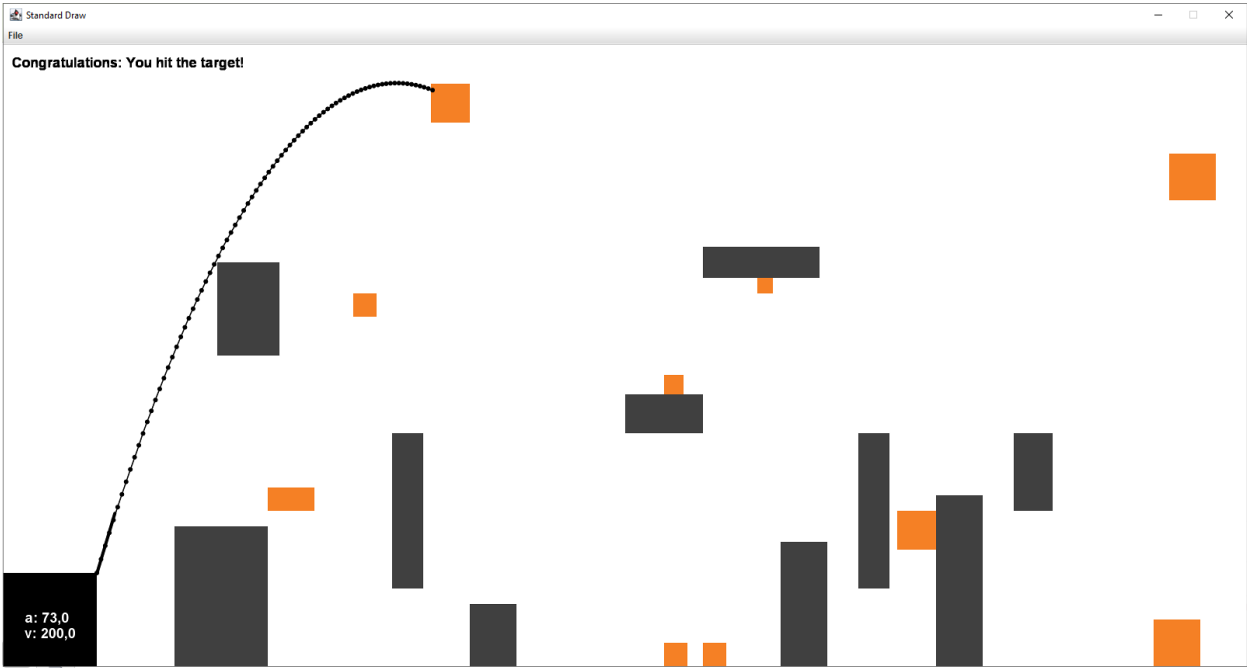 Standard Draw
File
Congratulations: You hit the target!
a: 73,0
v: 200,0